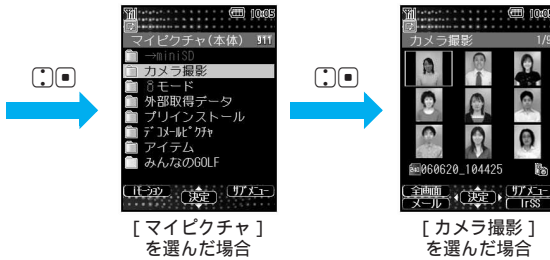 10:05
マイピクチャ(本体) 911
→miniSD
カメラ撮影
iモード
外部取得データ
プリインストール
デコメールピクチャ
アイテム
みんなのGOLF
決定
サブメニュー
[マイピクチャ]
を選んだ場合
10:05
カメラ撮影 1/9
060620_104425
全画面
メール
決定
サブメニュー
IrSS
[カメラ撮影]
を選んだ場合